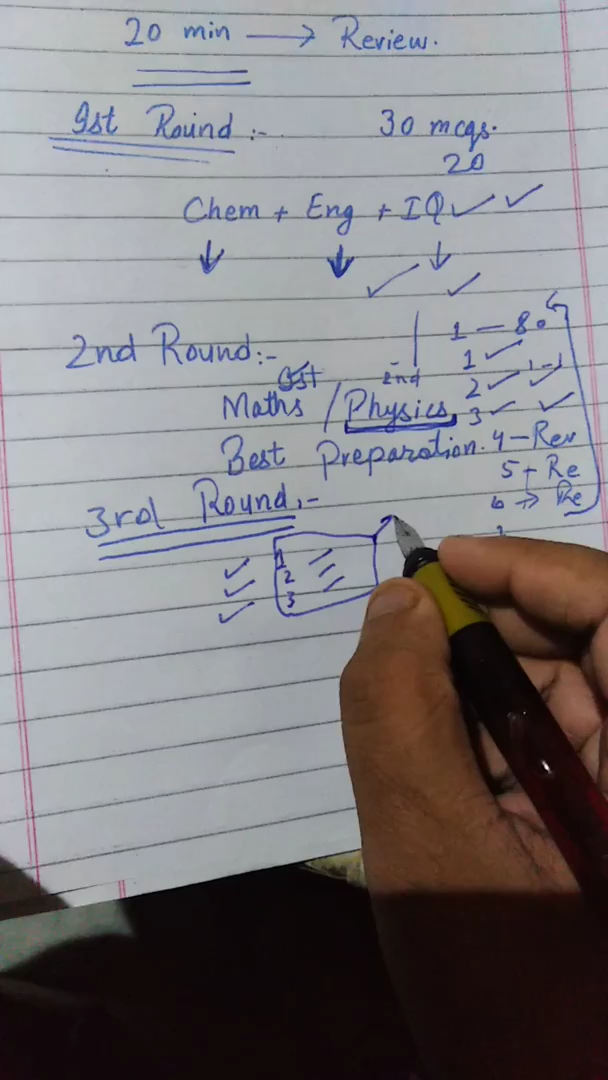 20 min → Review.
1st Round :-
30 mcqs.
20
Chem + Eng + IQ ✓ ✓
2nd Round:-
1st 2nd
Maths / Physics
Best Preparation.
1 — 80
1 ✓
2 ✓
3 ✓ ✓
4 - Rev
5 - Re
6 → Re
3rd Round:-
✓ 1
✓ 2
✓ 3